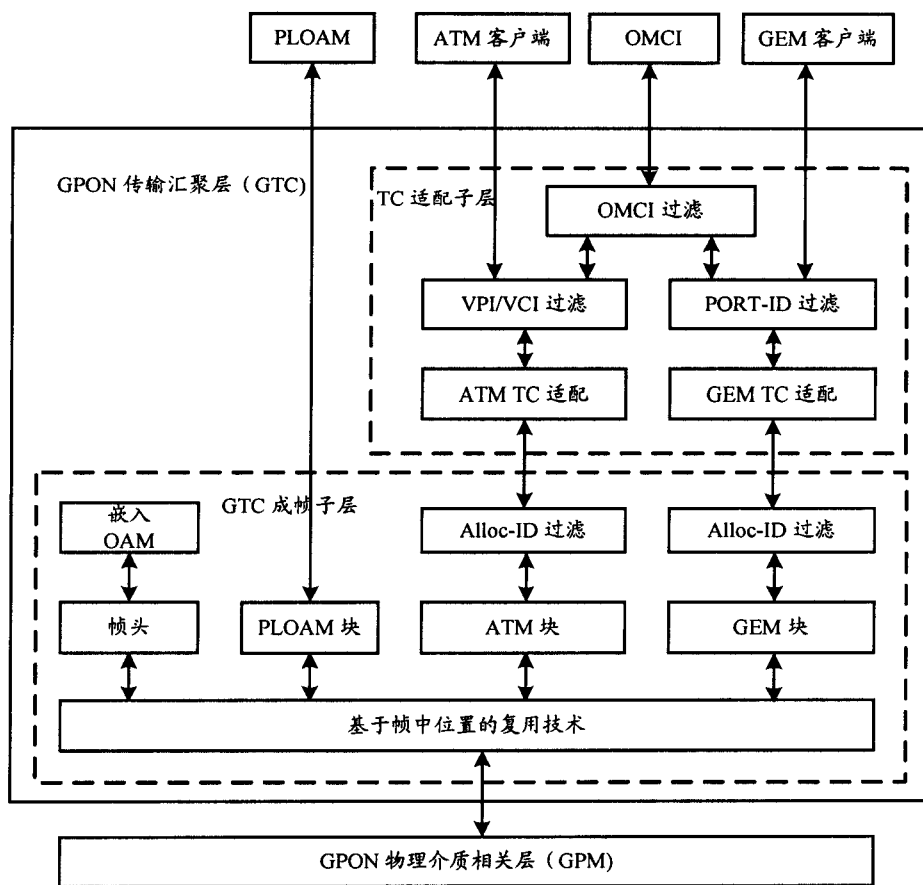 PLOAM
ATM 客户端
OMCI
GEM 客户端
GPON 传输汇聚层（GTC)
TC 适配子层
OMCI 过滤
VPI/VCI 过滤
PORT-ID 过滤
ATM TC 适配
GEM TC 适配
GTC 成帧子层
嵌入
OAM
Alloc-ID 过滤
Alloc-ID 过滤
帧头
PLOAM 块
ATM 块
GEM 块
基于帧中位置的复用技术
GPON 物理介质相关层（GPM)